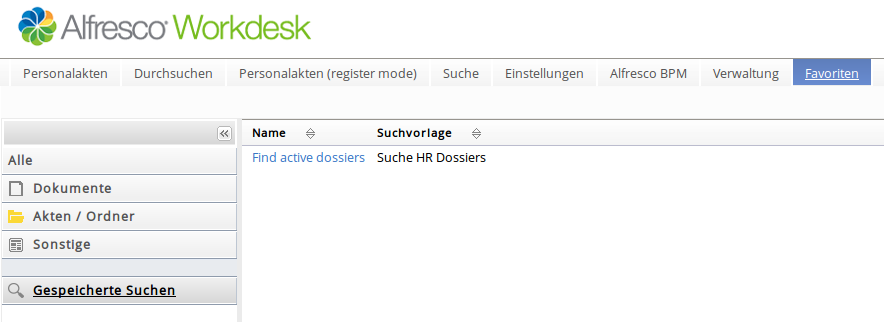 Alfresco Workdesk
Personalakten Durchsuchen Personalakten (register mode) Suche Einstellungen Alfresco BPM Verwaltung Favoriten
Name Suchvorlage
Find active dossiers Suche HR Dossiers
Alle
Dokumente
Akten / Ordner
Sonstige
Gespeicherte Suchen